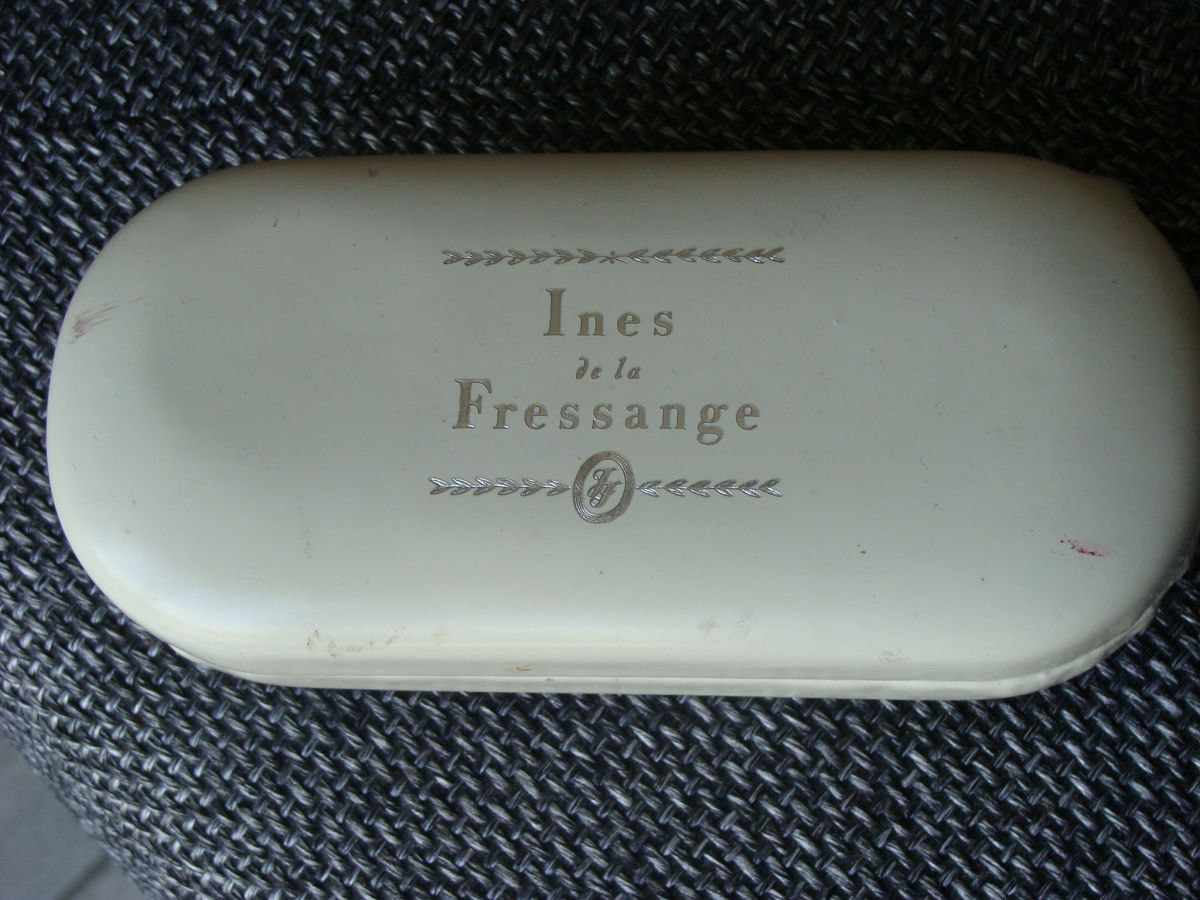 Ines
de la
Fressange